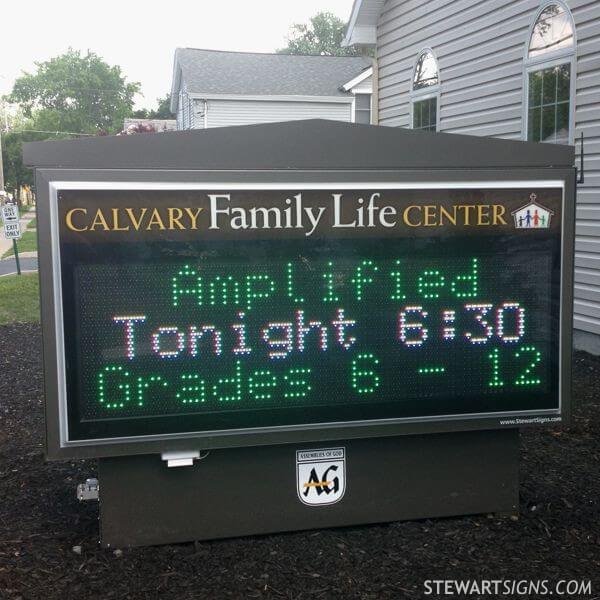 CALVARY Family Life CENTER
Amplified
Tonight 6:30
Grades 6 - 12
www.StewartSigns.com
ASSEMBLIES OF GOD
AG
ONE WAY
EXIT ONLY
STEWARTSIGNS.COM